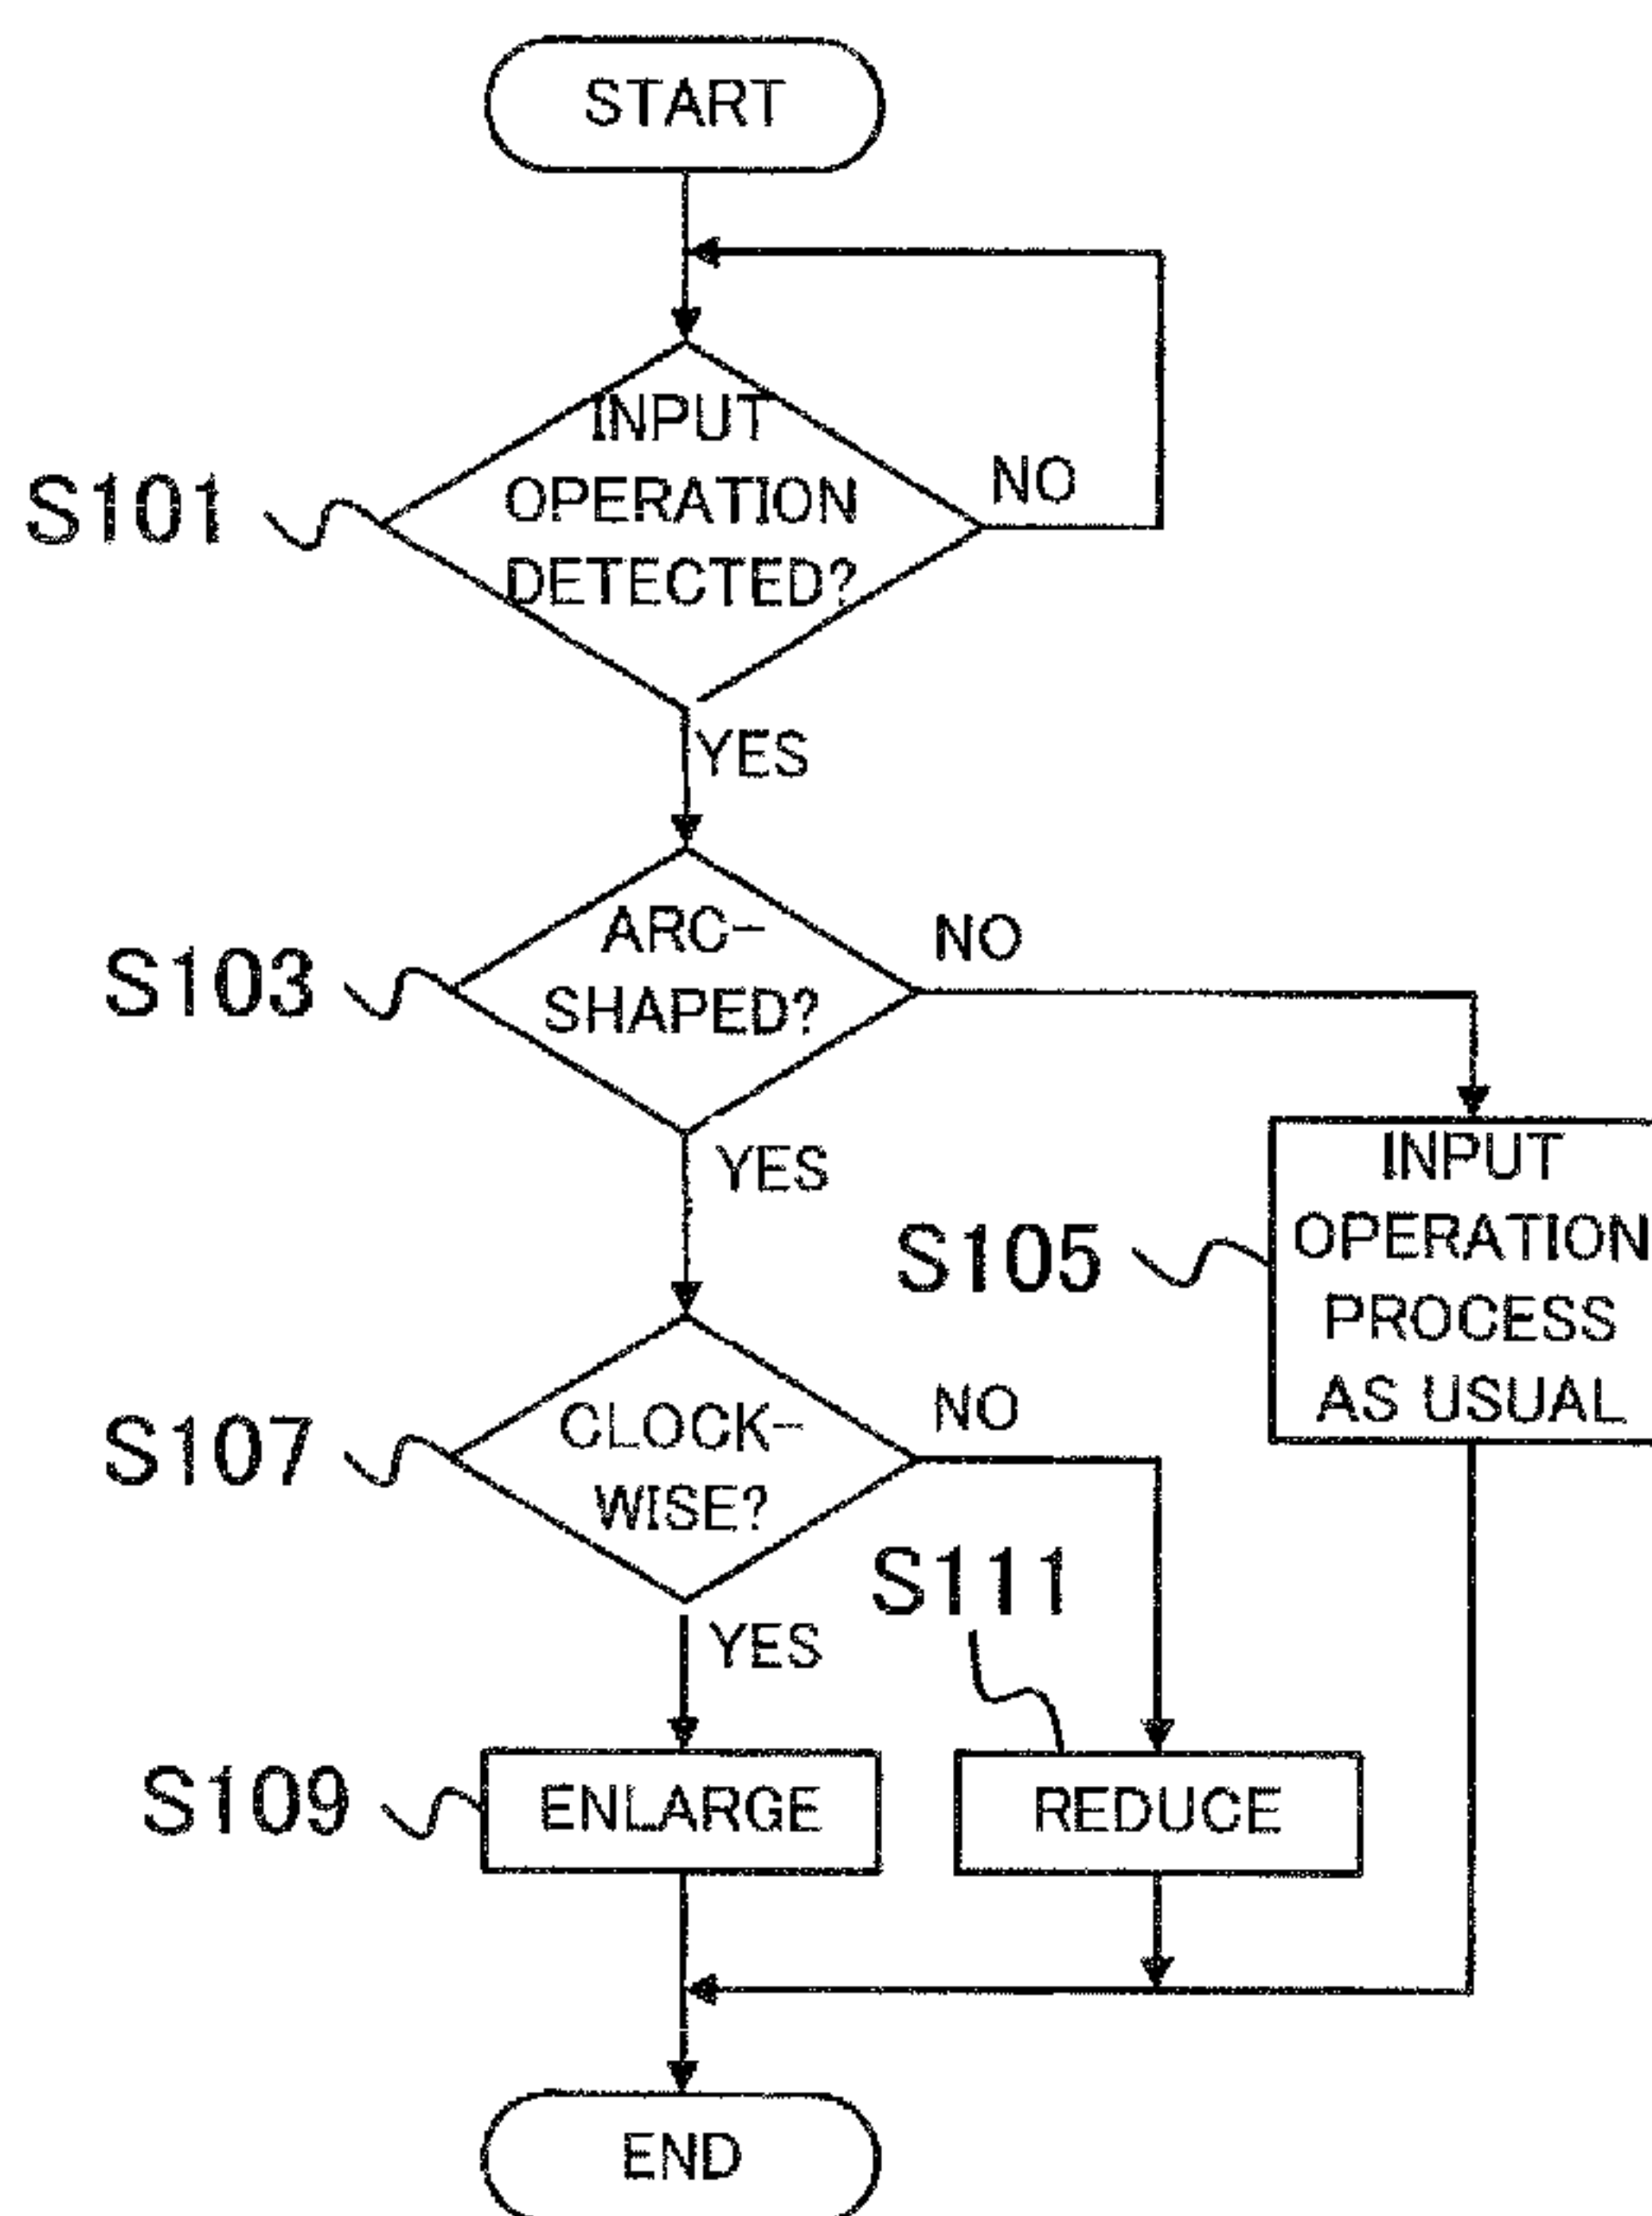 START
INPUT
OPERATION
DETECTED?
S101
NO
YES
ARC-
SHAPED?
S103
NO
YES
INPUT
OPERATION
PROCESS
AS USUAL
S105
CLOCK-
WISE?
S107
NO
YES
S111
ENLARGE
S109
REDUCE
END